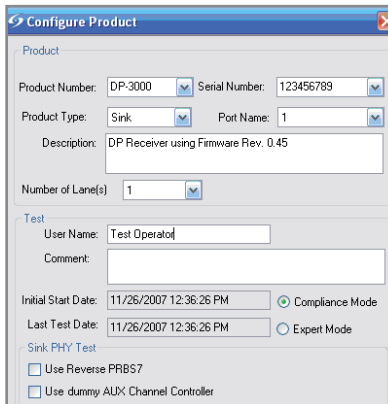 Configure Product
Product
Product Number: DP-3000 Serial Number: 123456789
Product Type: Sink Port Name: 1
Description: DP Receiver using Firmware Rev. 0.45
Number of Lane(s) 1
Test
User Name: Test Operator
Comment:
Initial Start Date: 11/26/2007 12:36:26 PM Compliance Mode
Last Test Date: 11/26/2007 12:36:26 PM Expert Mode
Sink PHY Test
Use Reverse PRBS7
Use dummy AUX Channel Controller